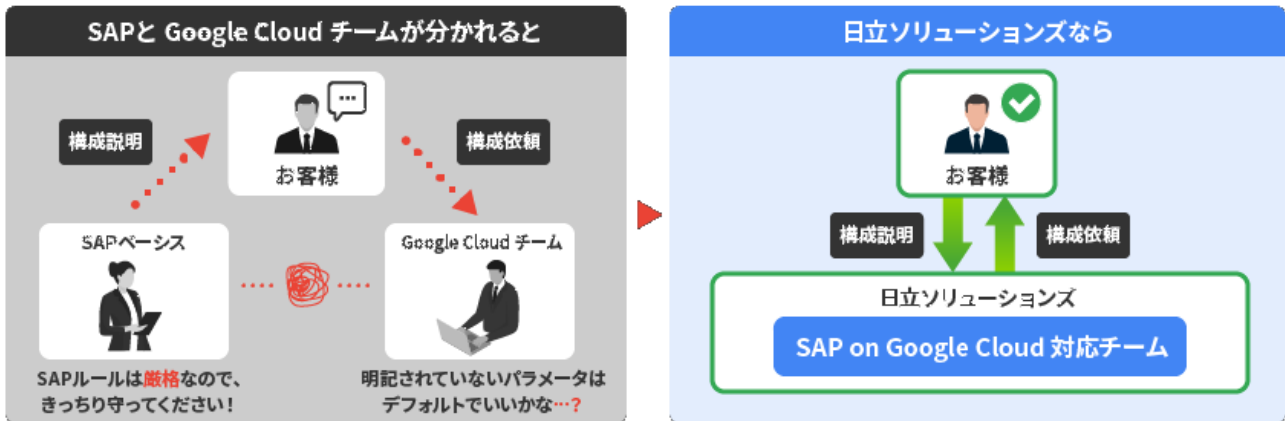 SAPと Google Cloud チームが分かれると
構成説明
お客様
構成依頼
SAPベーシス
Google Cloud チーム
SAPルールは厳格なので、
きっちり守ってください！
明記されていないパラメータは
デフォルトでいいかな…？
日立ソリューションズなら
お客様
構成説明
構成依頼
日立ソリューションズ
SAP on Google Cloud 対応チーム